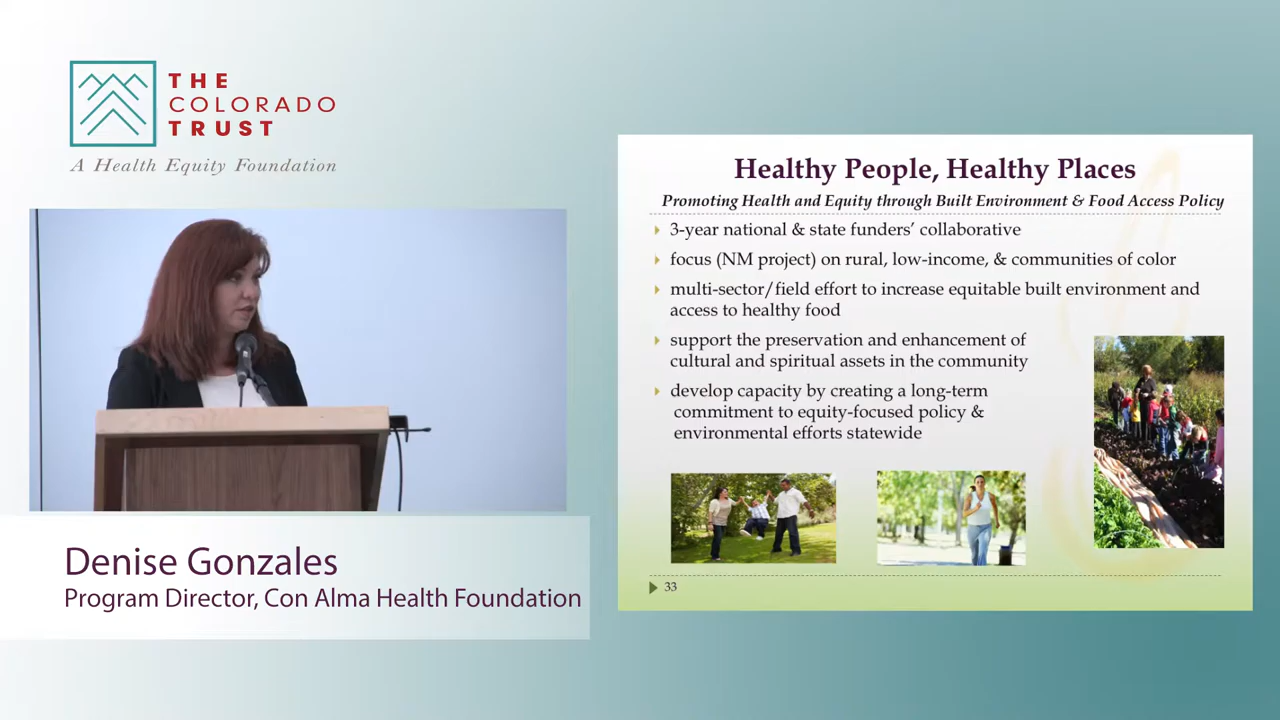 THE
COLORADO
TRUST
A Health Equity Foundation
Denise Gonzales
Program Director, Con Alma Health Foundation
Healthy People, Healthy Places
Promoting Health and Equity through Built Environment & Food Access Policy
3-year national & state funders’ collaborative
focus (NM project) on rural, low-income, & communities of color
multi-sector/field effort to increase equitable built environment and
access to healthy food
support the preservation and enhancement of
cultural and spiritual assets in the community
develop capacity by creating a long-term
commitment to equity-focused policy &
environmental efforts statewide
33